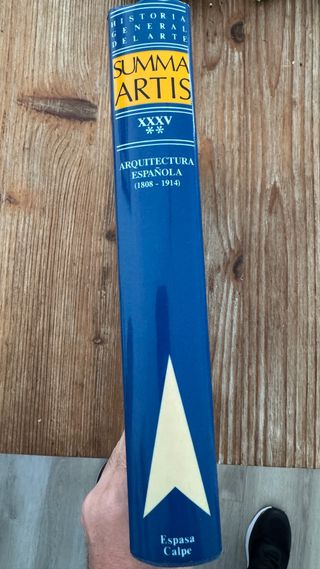 HISTORIA
GENERAL
DEL ARTE
SUMMA
ARTIS
XXXV
**
ARQUITECTURA
ESPAÑOLA
(1808 - 1914)
Espasa
Calpe